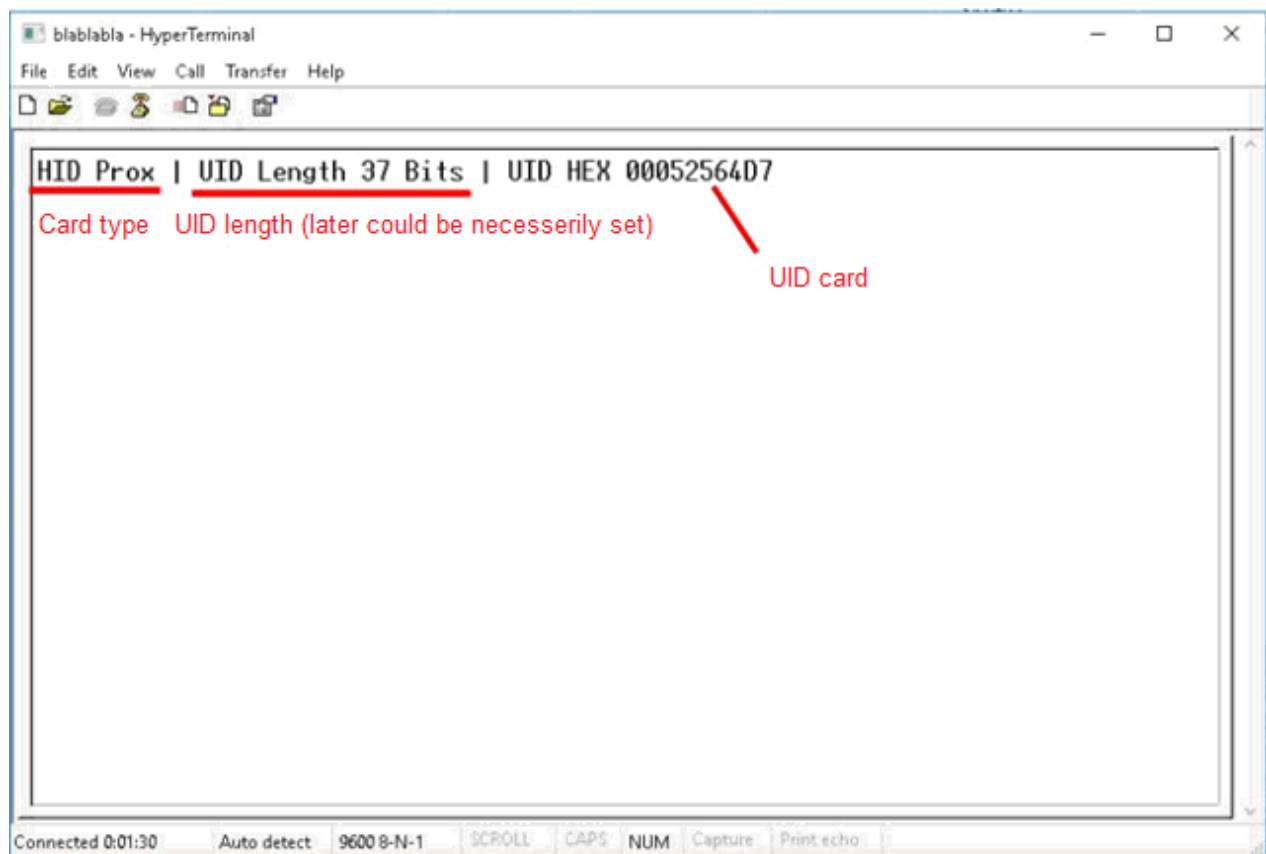 blablabla - HyperTerminal
File Edit View Call Transfer Help
HID Prox | UID Length 37 Bits | UID HEX 00052564D7
Card type UID length (later could be necesserily set)
UID card
Connected 0:01:30 Auto detect 9600 8-N-1 SCROLL CAPS NUM Capture Print echo